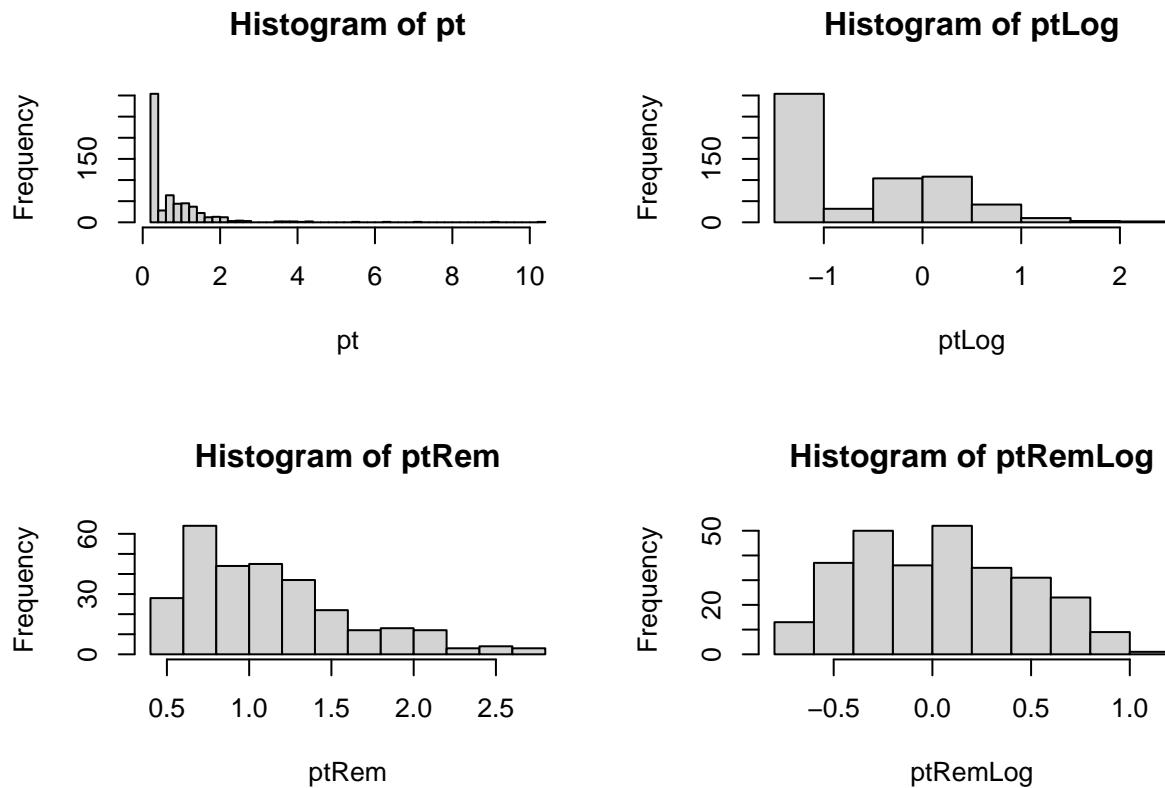 Histogram of pt
Frequency
150
0
0 2 4 6 8 10
pt
Histogram of ptLog
Frequency
150
0
−1 0 1 2
ptLog
Histogram of ptRem
Frequency
60
30
0
0.5 1.0 1.5 2.0 2.5
ptRem
Histogram of ptRemLog
Frequency
50
20
0
−0.5 0.0 0.5 1.0
ptRemLog